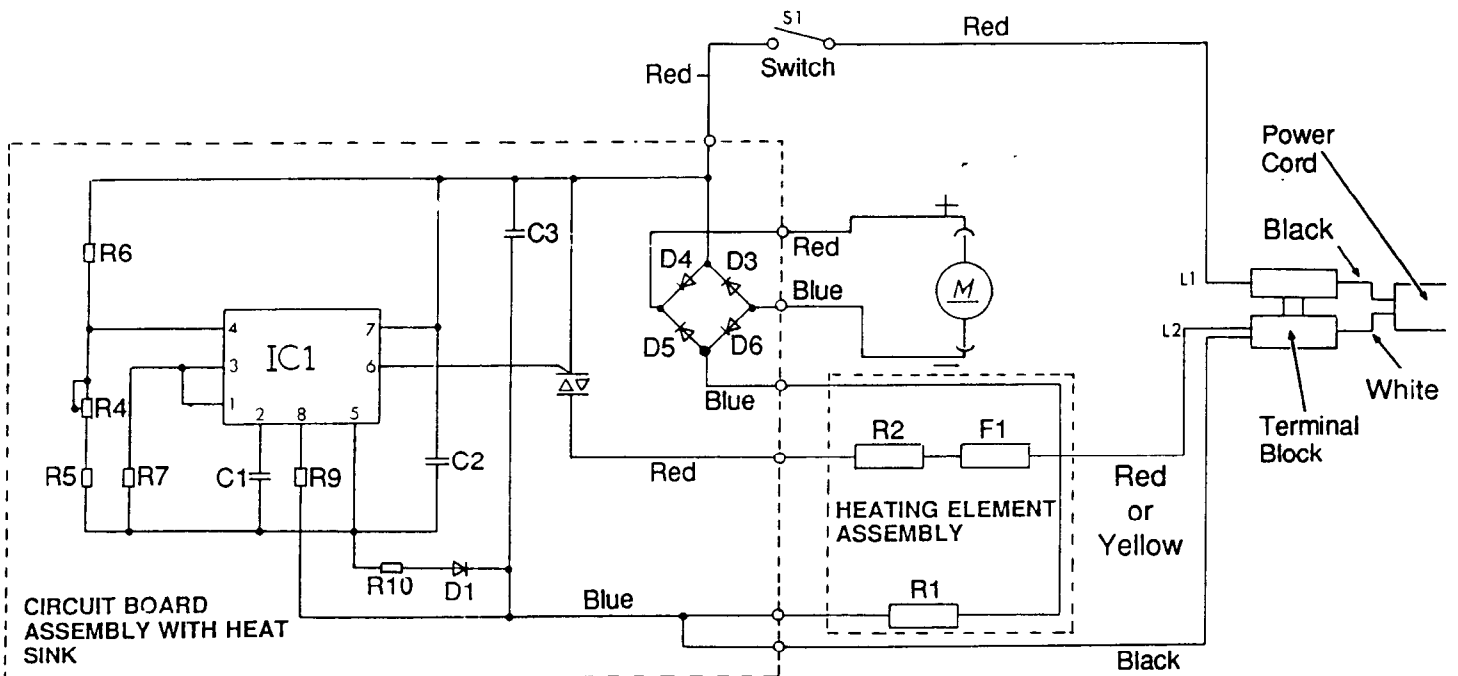 S1
Red
Switch
Red
Power
Cord
Black
L1
L2
White
Terminal
Block
C3
R6
D4
D3
D5
D6
Red
Blue
+
M
−
4
7
3
IC1
6
1
2
8
5
R4
R5
R7
C1
R9
C2
Blue
R2
F1
Red
HEATING ELEMENT
ASSEMBLY
Red
or
Yellow
R10
D1
R1
Blue
Black
CIRCUIT BOARD
ASSEMBLY WITH HEAT
SINK